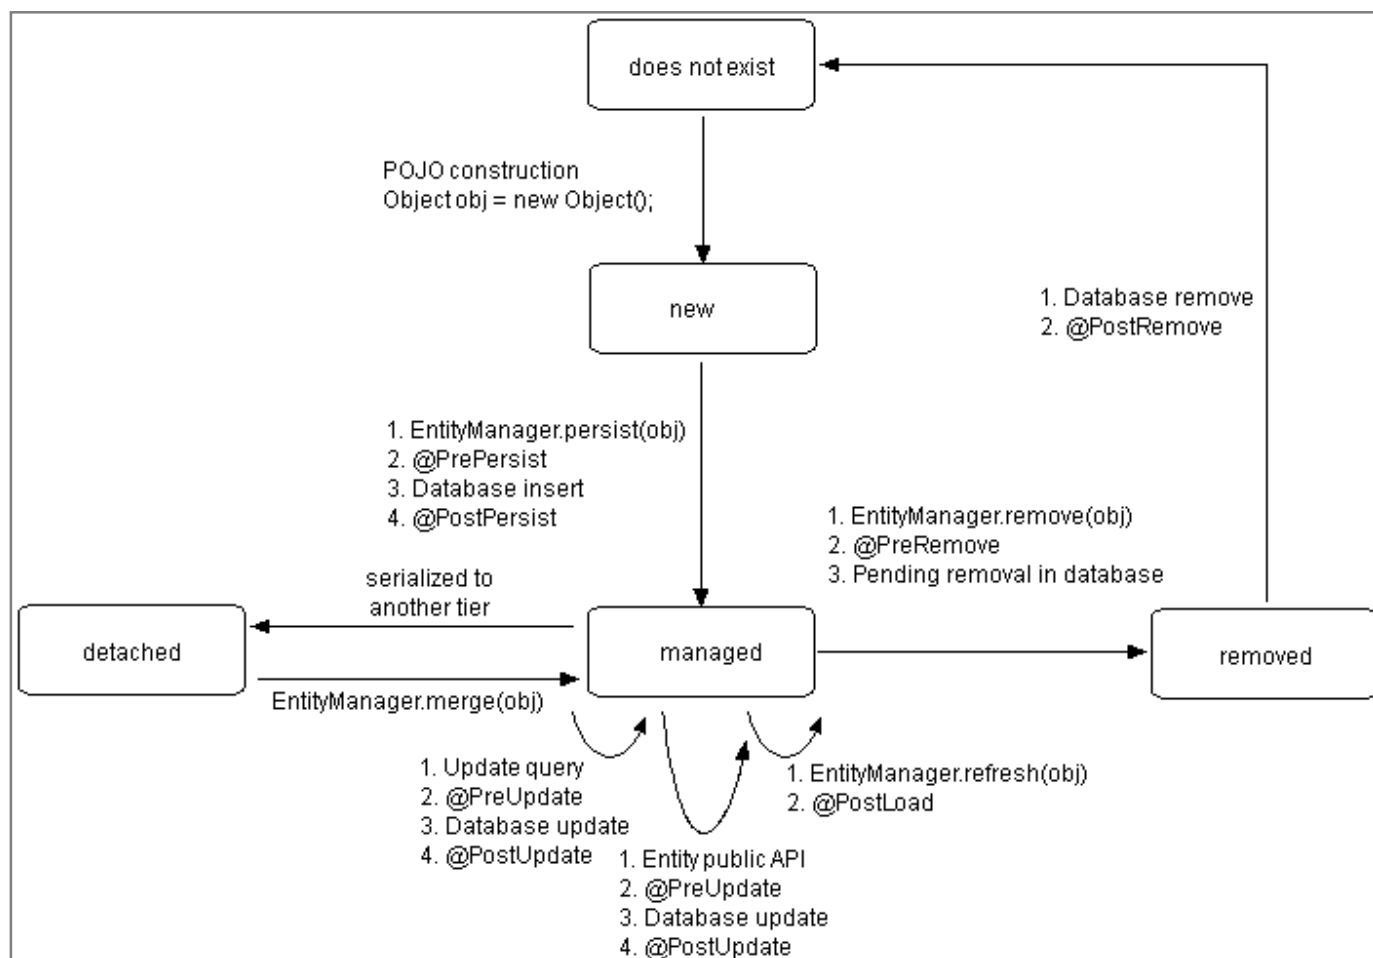 does not exist
POJO construction
Object obj = new Object();
new
1. Database remove
2. @PostRemove
1. EntityManager.persist(obj)
2. @PrePersist
3. Database insert
4. @PostPersist
1. EntityManager.remove(obj)
2. @PreRemove
3. Pending removal in database
serialized to
another tier
detached
managed
removed
EntityManager.merge(obj)
1. Update query
2. @PreUpdate
3. Database update
4. @PostUpdate
1. EntityManager.refresh(obj)
2. @PostLoad
1. Entity public API
2. @PreUpdate
3. Database update
4. @PostUpdate